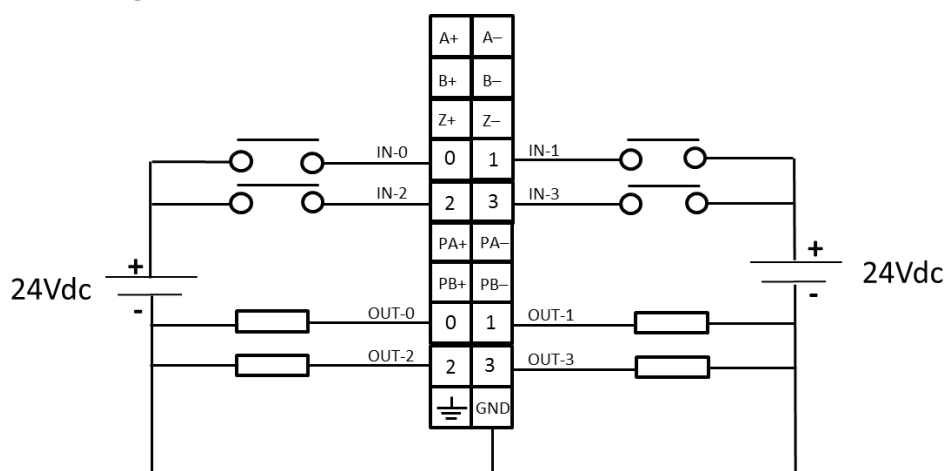 A+ A–
B+ B–
Z+ Z–
IN-0 0 1 IN-1
IN-2 2 3 IN-3
PA+ PA–
+ +
24Vdc PB+ PB– 24Vdc
- -
OUT-0 0 1 OUT-1
OUT-2 2 3 OUT-3
GND